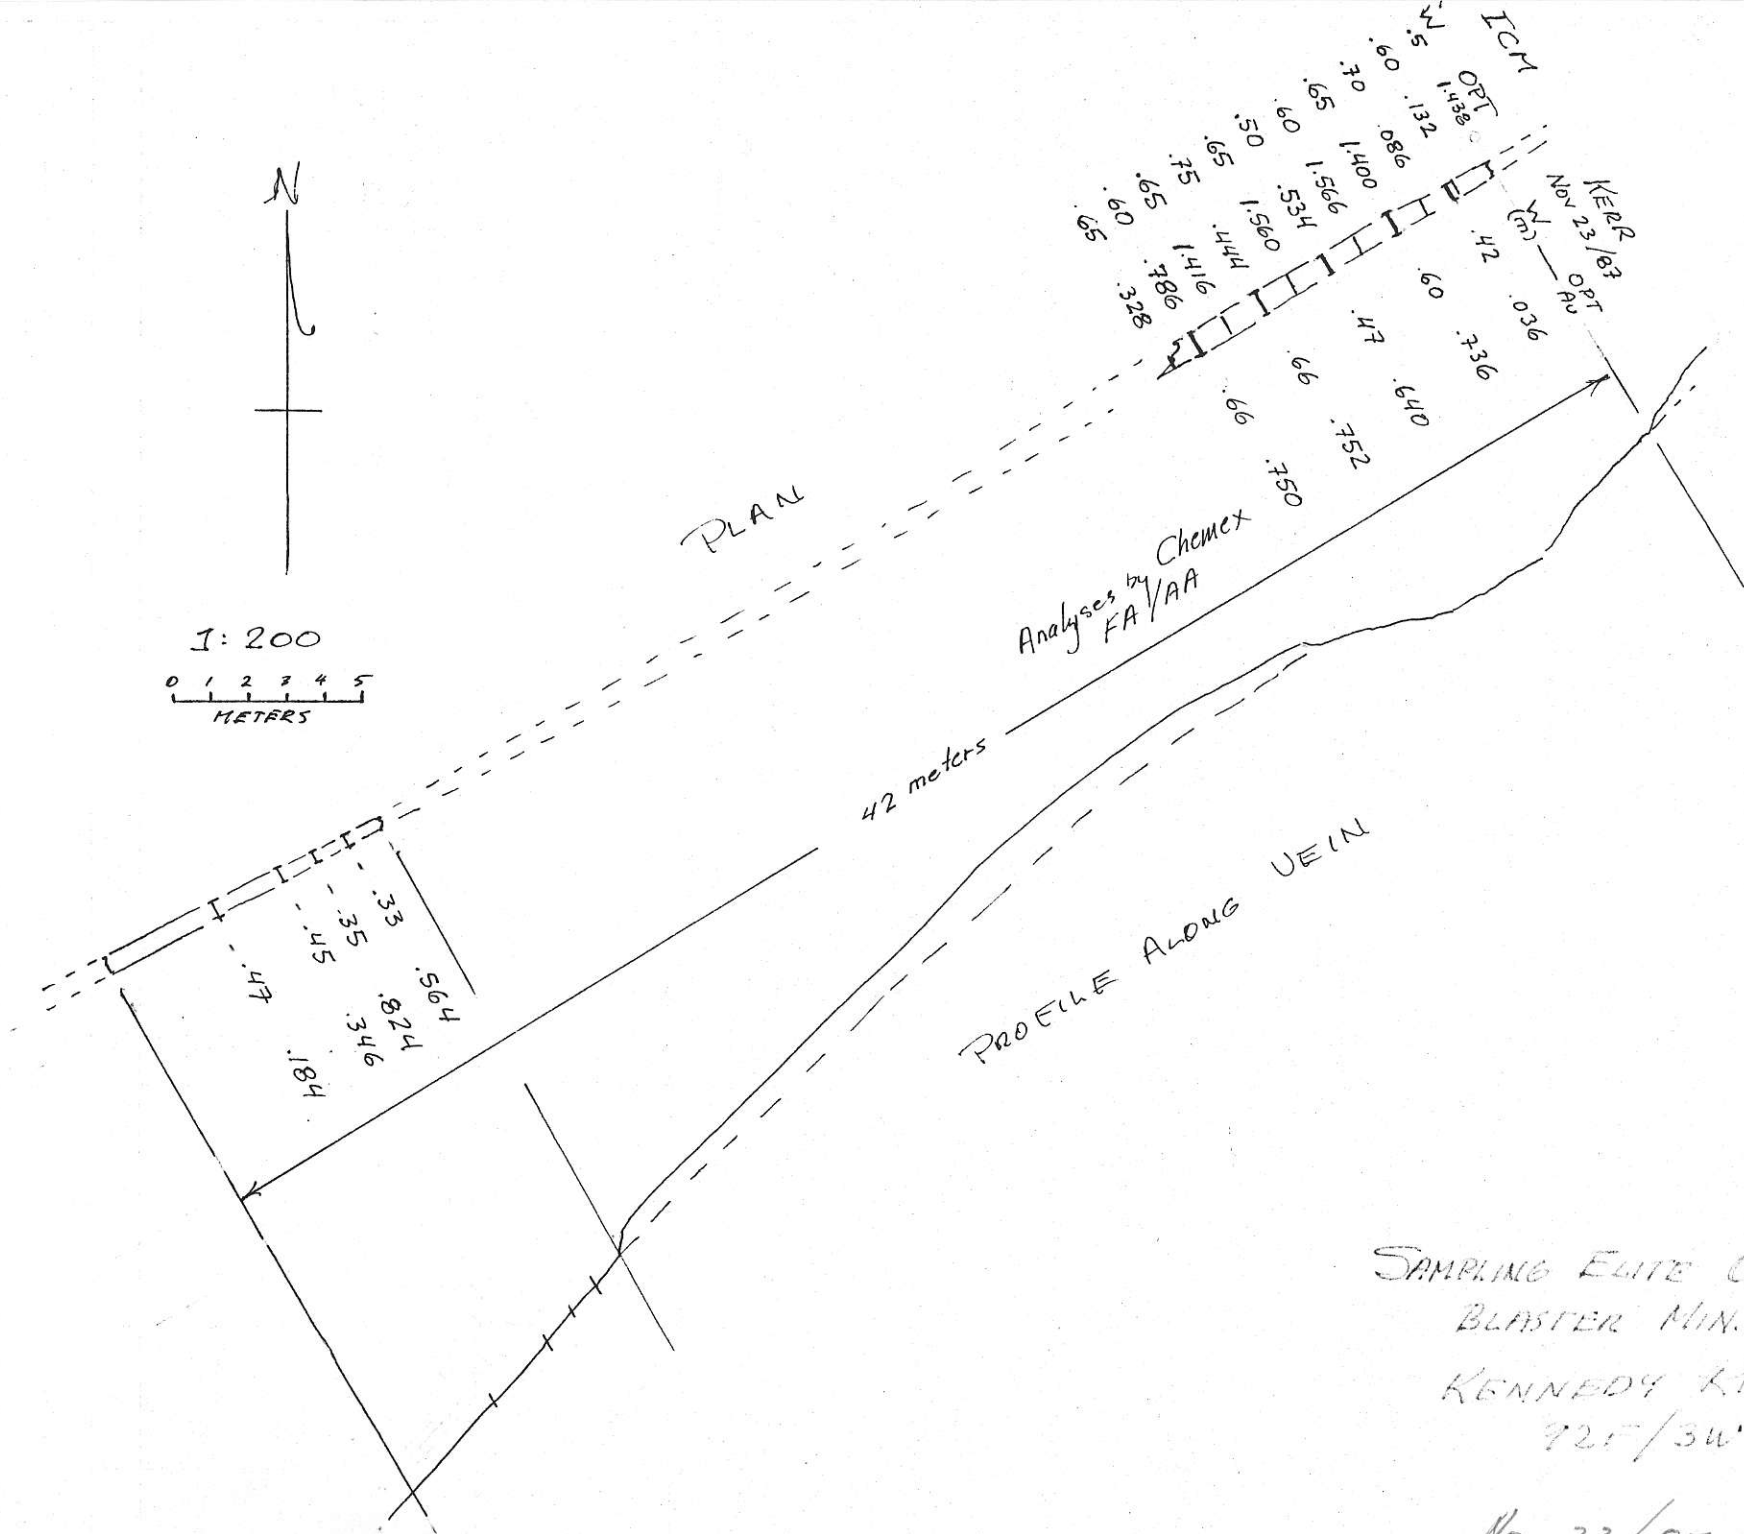 N
1:200
0 1 2 3 4 5
METERS
PLAN
ICM
W OPT
.5 1.438
.60 .132
.70 .086
.65 1.400
.60 1.566
.50 .534
.65 1.560
.75 .444
.65 1.416
.60 .786
.65 .328
KERR
Nov 23/87
W (m) — OPT Au
.42 .036
.60 .736
.47 .640
.66 .752
.66 .750
Analyses by Chemex
FA/AA
42 meters
.33 .564
.35 .824
.45 .346
.47 .184
PROFILE ALONG VEIN
SAMPLING ELITE
BLASTER MIN.
KENNEDY
92F/3W